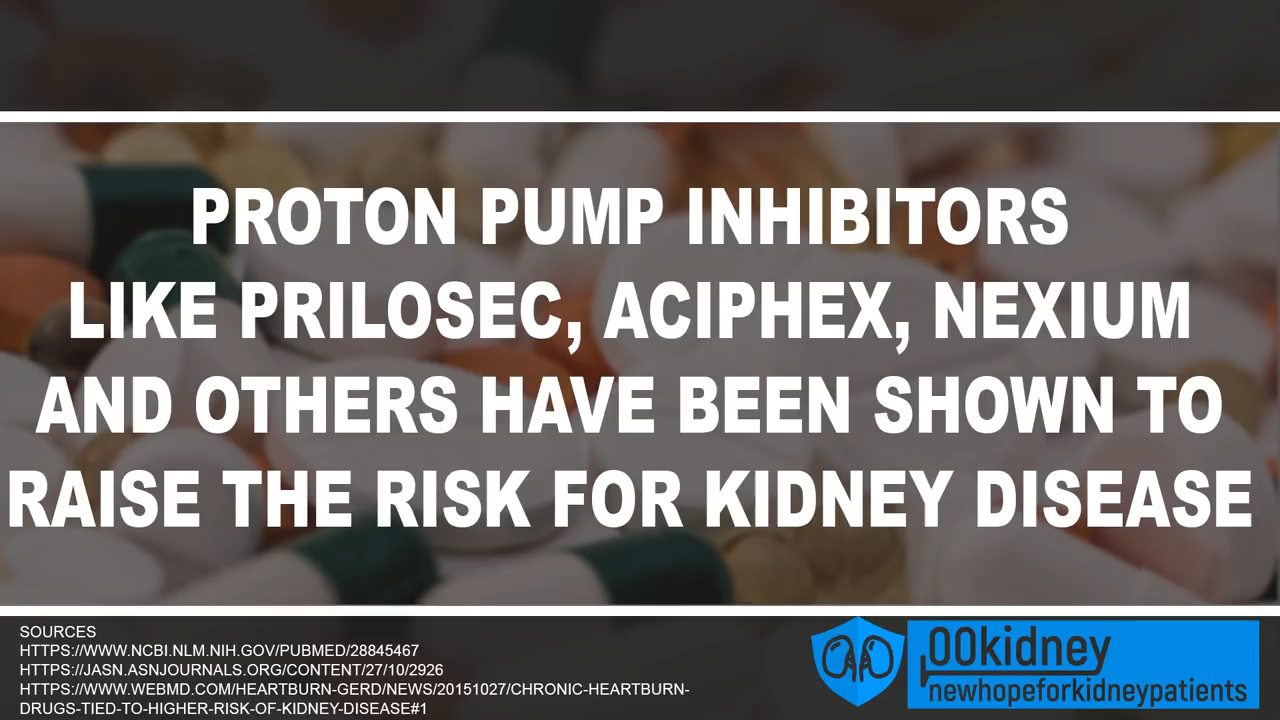 PROTON PUMP INHIBITORS
LIKE PRILOSEC, ACIPHEX, NEXIUM
AND OTHERS HAVE BEEN SHOWN TO
RAISE THE RISK FOR KIDNEY DISEASE
SOURCES
HTTPS://WWW.NCBI.NLM.NIH.GOV/PUBMED/28845467
HTTPS://JASN.ASNJOURNALS.ORG/CONTENT/27/10/2926
HTTPS://WWW.WEBMD.COM/HEARTBURN-GERD/NEWS/20151027/CHRONIC-HEARTBURN-
DRUGS-TIED-TO-HIGHER-RISK-OF-KIDNEY-DISEASE#1
00kidney
newhopeforkidneypatients